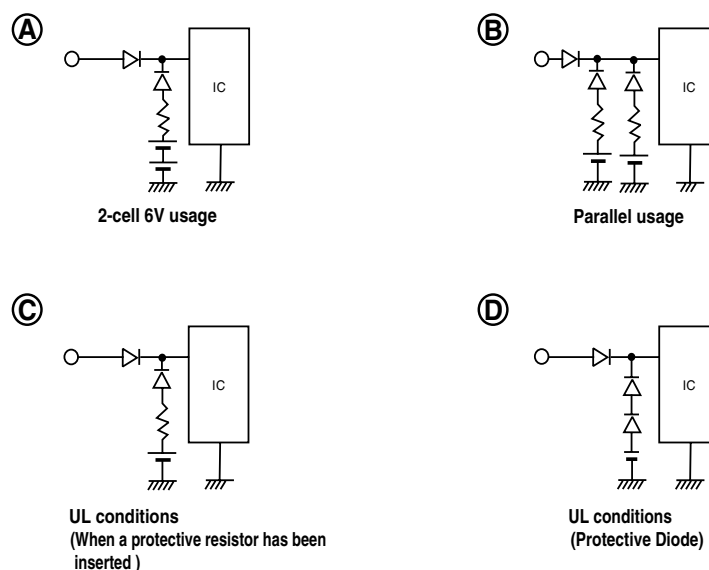 A
IC
2-cell 6V usage
B
IC
Parallel usage
C
IC
UL conditions
(When a protective resistor has been
inserted )
D
IC
UL conditions
(Protective Diode)